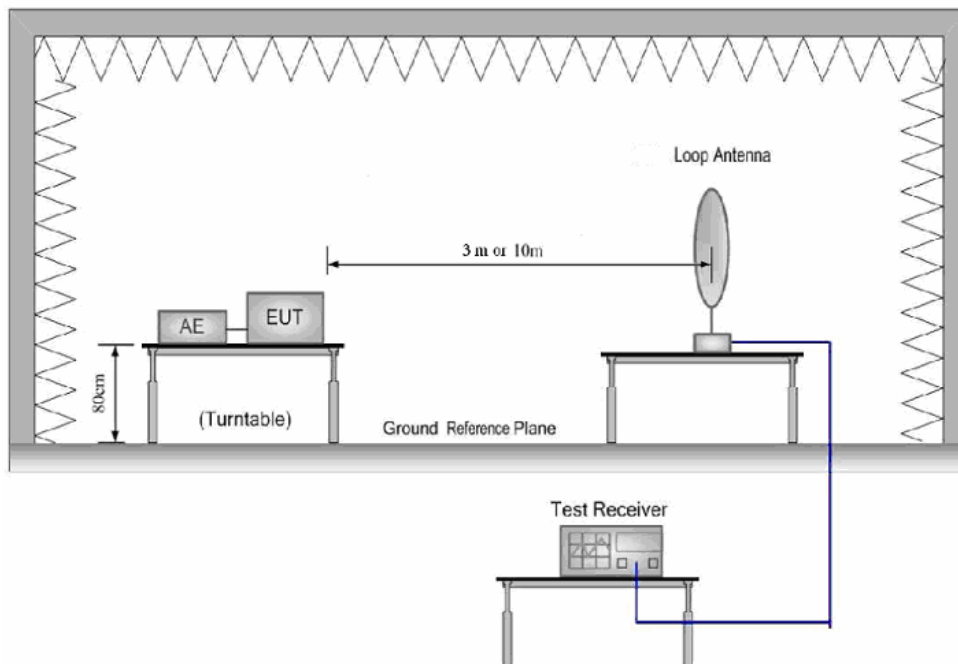 Loop Antenna
3 m or 10m
AE
EUT
80cm
(Turntable)
Ground Reference Plane
Test Receiver